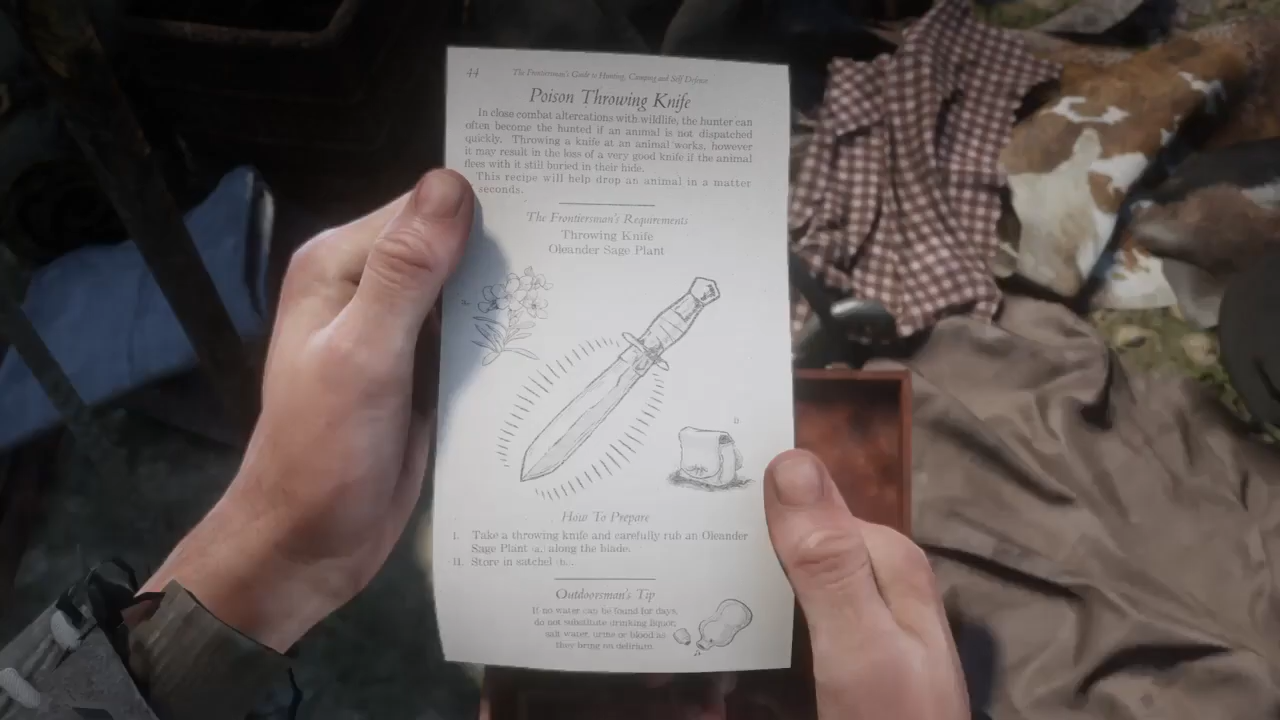 44 The Frontiersman's Guide to Hunting, Camping and Self Defense
Poison Throwing Knife
In close combat altercations with wildlife, the hunter can
often become the hunted if an animal is not dispatched
quickly. Throwing a knife at an animal works, however
it may result in the loss of a very good knife if the animal
flees with it still buried in their hide.
This recipe will help drop an animal in a matter
seconds.
The Frontiersman's Requirements
Throwing Knife
Oleander Sage Plant
How To Prepare
I. Take a throwing knife and carefully rub an Oleander
Sage Plant (a.) along the blade.
II. Store in satchel (b.).
Outdoorsman's Tip
If no water can be found for days,
do not substitute drinking liquor,
salt water, urine or blood as
they bring on delirium.